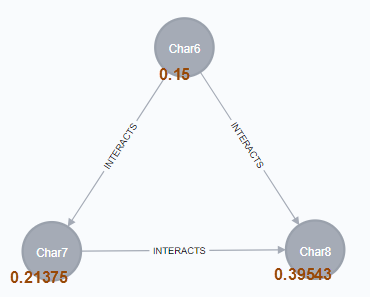 Char6
0.15
INTERACTS
INTERACTS
Char7
INTERACTS
Char8
0.21375
0.39543